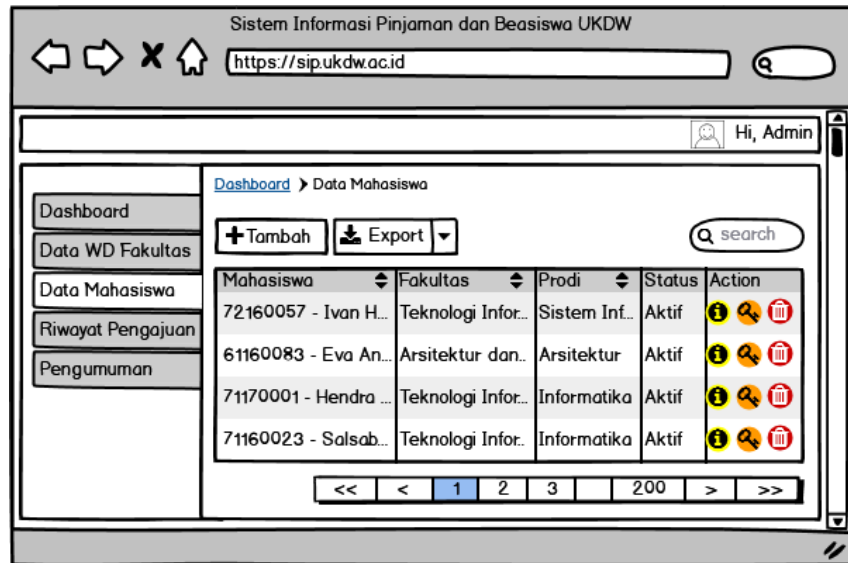 Sistem Informasi Pinjaman dan Beasiswa UKDW
https://sip.ukdw.ac.id
Hi, Admin
Dashboard > Data Mahasiswa
Dashboard
Data WD Fakultas
Data Mahasiswa
Riwayat Pengajuan
Pengumuman
+Tambah Export search
Mahasiswa Fakultas Prodi Status Action
72160057 - Ivan H... Teknologi Infor... Sistem Inf... Aktif
61160083 - Eva An... Arsitektur dan.. Arsitektur Aktif
71170001 - Hendra ... Teknologi Infor... Informatika Aktif
71160023 - Salsab... Teknologi Infor.. Informatika Aktif
<< < 1 2 3 200 > >>